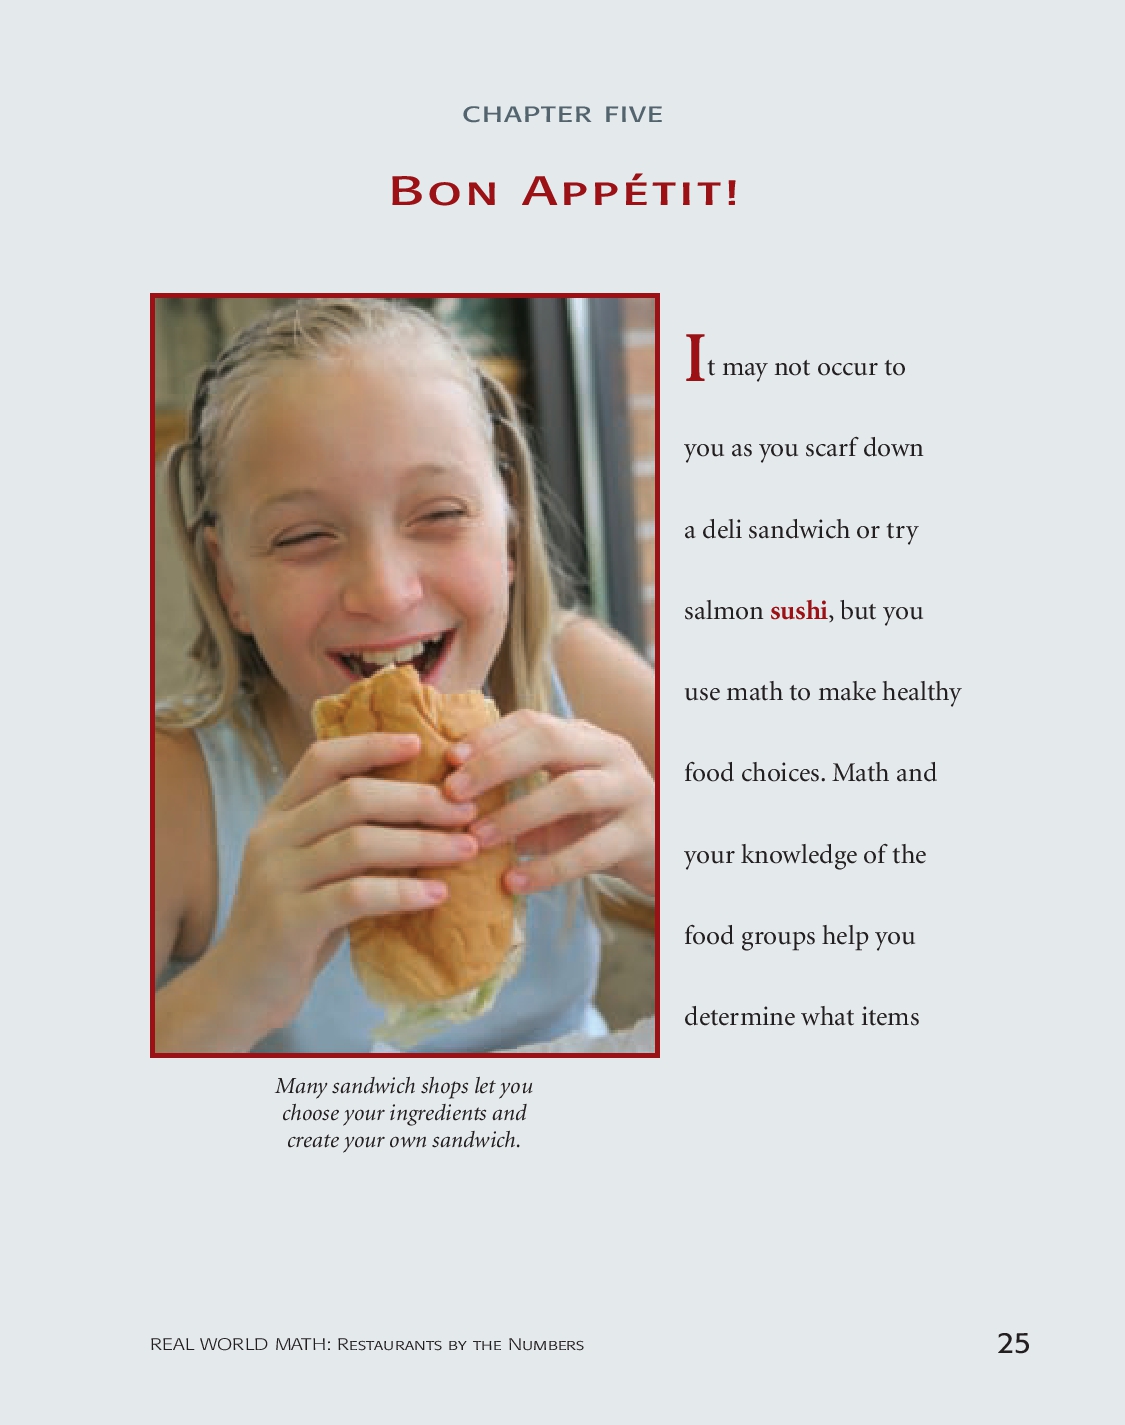 CHAPTER FIVE
BON APPÉTIT!
It may not occur to
you as you scarf down
a deli sandwich or try
salmon sushi, but you
use math to make healthy
food choices. Math and
your knowledge of the
food groups help you
determine what items
Many sandwich shops let you
choose your ingredients and
create your own sandwich.
REAL WORLD MATH: RESTAURANTS BY THE NUMBERS
25